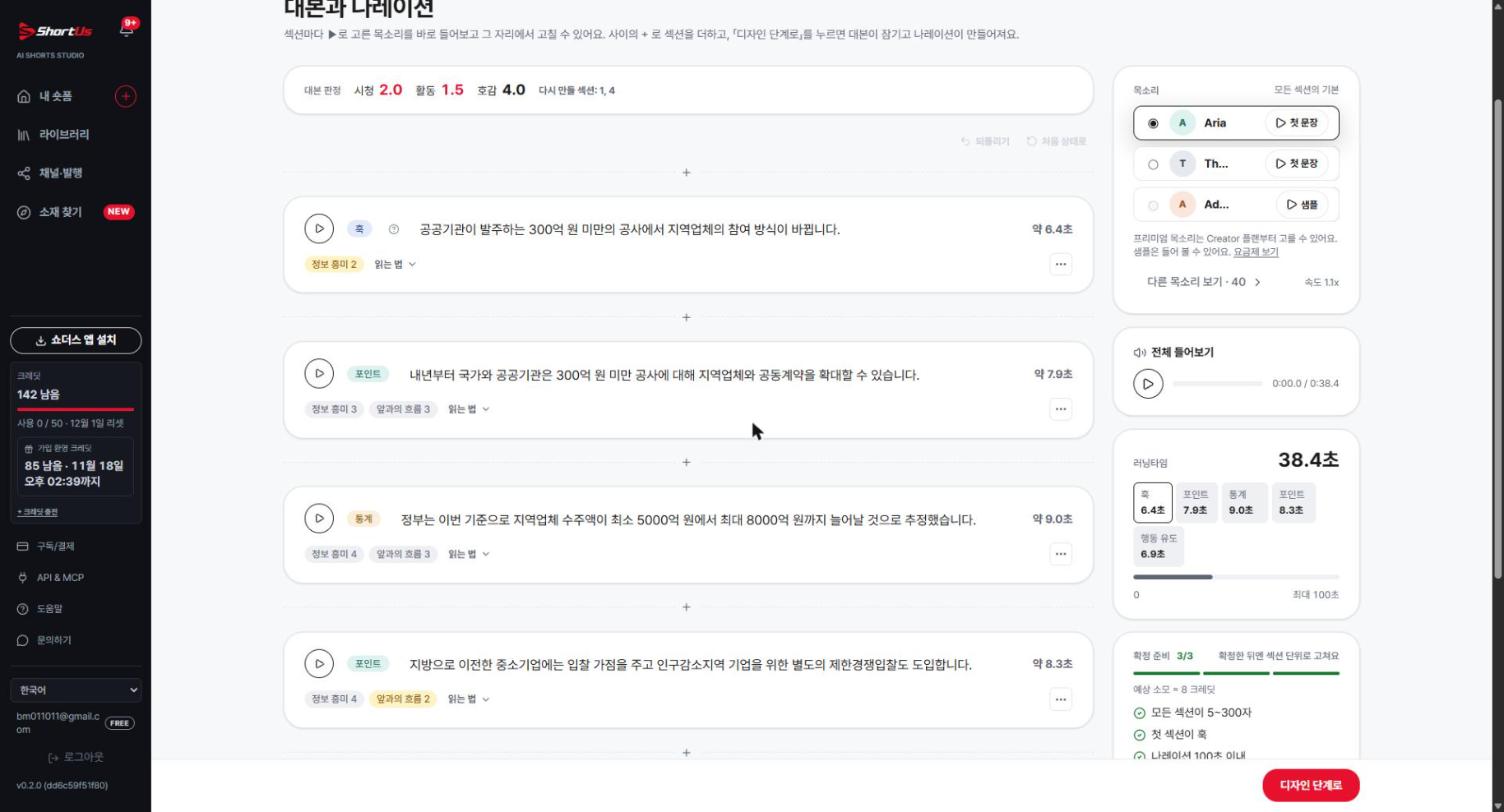 ShortUs
9+
AI SHORTS STUDIO
내 숏폼
라이브러리
채널·발행
소재 찾기 NEW
쇼더스 앱 설치
크레딧
142 남음
사용 0 / 50 · 12월 1일 리셋
가입 환영 크레딧
85 남음 · 11월 18일
오후 02:39까지
+ 크레딧 충전
구독/결제
API & MCP
도움말
문의하기
한국어
bm011011@gmail.c
om
FREE
로그아웃
v0.2.0 (dd6c59f51f80)
대본과 나레이션
섹션마다 ▶로 고른 목소리를 바로 들어보고 그 자리에서 고칠 수 있어요. 사이의 + 로 섹션을 더하고, 「디자인 단계로」를 누르면 대본이 잠기고 나레이션이 만들어져요.
대본 판정 시청 2.0 활동 1.5 호감 4.0 다시 만들 섹션: 1, 4
되돌리기 처음 상태로
+
훅 공공기관이 발주하는 300억 원 미만의 공사에서 지역업체의 참여 방식이 바뀝니다. 약 6.4초
정보 흥미 2 읽는 법
+
포인트 내년부터 국가와 공공기관은 300억 원 미만 공사에 대해 지역업체와 공동계약을 확대할 수 있습니다. 약 7.9초
정보 흥미 3 앞과의 흐름 3 읽는 법
+
통계 정부는 이번 기준으로 지역업체 수주액이 최소 5000억 원에서 최대 8000억 원까지 늘어날 것으로 추정했습니다. 약 9.0초
정보 흥미 4 앞과의 흐름 3 읽는 법
+
포인트 지방으로 이전한 중소기업에는 입찰 가점을 주고 인구감소지역 기업을 위한 별도의 제한경쟁입찰도 도입합니다. 약 8.3초
정보 흥미 4 앞과의 흐름 2 읽는 법
+
목소리 모든 섹션의 기본
A Aria 첫 문장
T Th... 첫 문장
A Ad... 샘플
프리미엄 목소리는 Creator 플랜부터 고를 수 있어요.
샘플은 들어 볼 수 있어요. 요금제 보기
다른 목소리 보기 · 40 속도 1.1x
전체 들어보기
0:00.0 / 0:38.4
러닝타임 38.4초
훅 포인트 통계 포인트
6.4초 7.9초 9.0초 8.3초
행동 유도
6.9초
0 최대 100초
확정 준비 3/3 확정한 뒤엔 섹션 단위로 고쳐요
예상 소모 ≈ 8 크레딧
모든 섹션이 5~300자
첫 섹션이 훅
나레이션 100초 이내
디자인 단계로